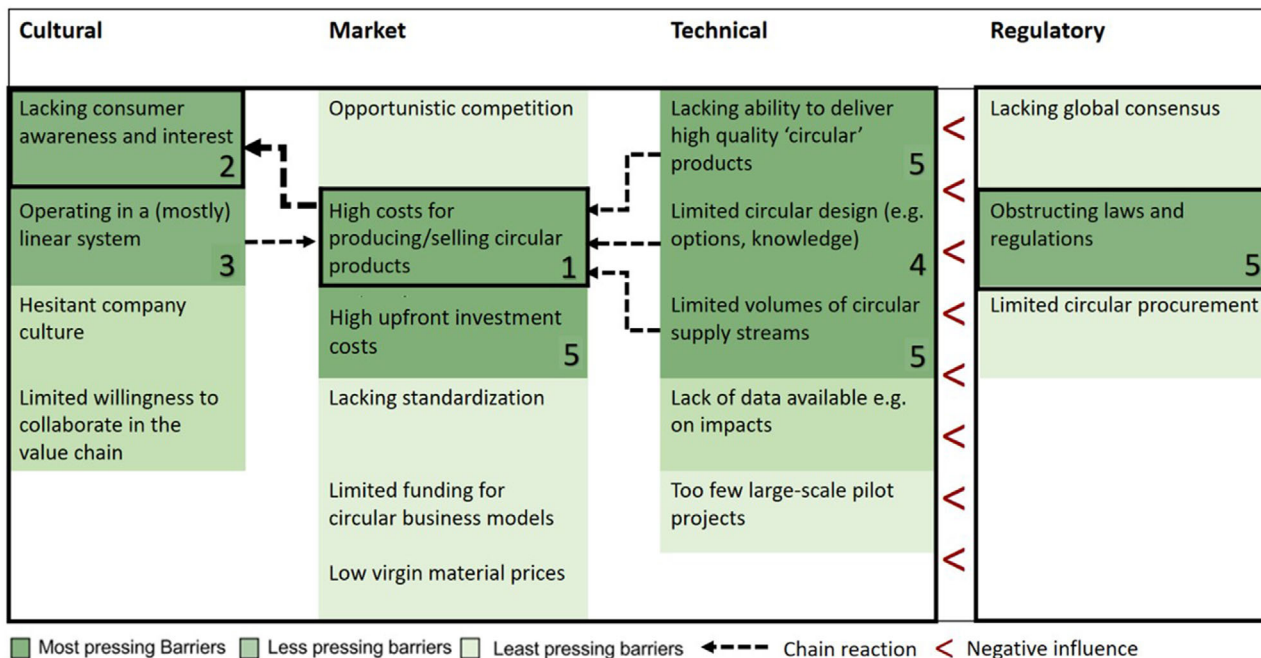 Cultural
Market
Technical
Regulatory
Lacking consumer
awareness and interest
2
Operating in a (mostly)
linear system
3
Hesitant company
culture
Limited willingness to
collaborate in the
value chain
Opportunistic competition
High costs for
producing/selling circular
products
1
High upfront investment
costs
5
Lacking standardization
Limited funding for
circular business models
Low virgin material prices
Lacking ability to deliver
high quality ‘circular’
products
5
Limited circular design (e.g.
options, knowledge)
4
Limited volumes of circular
supply streams
5
Lack of data available e.g.
on impacts
Too few large-scale pilot
projects
<
<
<
<
<
<
<
<
Lacking global consensus
Obstructing laws and
regulations
5
Limited circular procurement
Most pressing Barriers
Less pressing barriers
Least pressing barriers
Chain reaction
< Negative influence